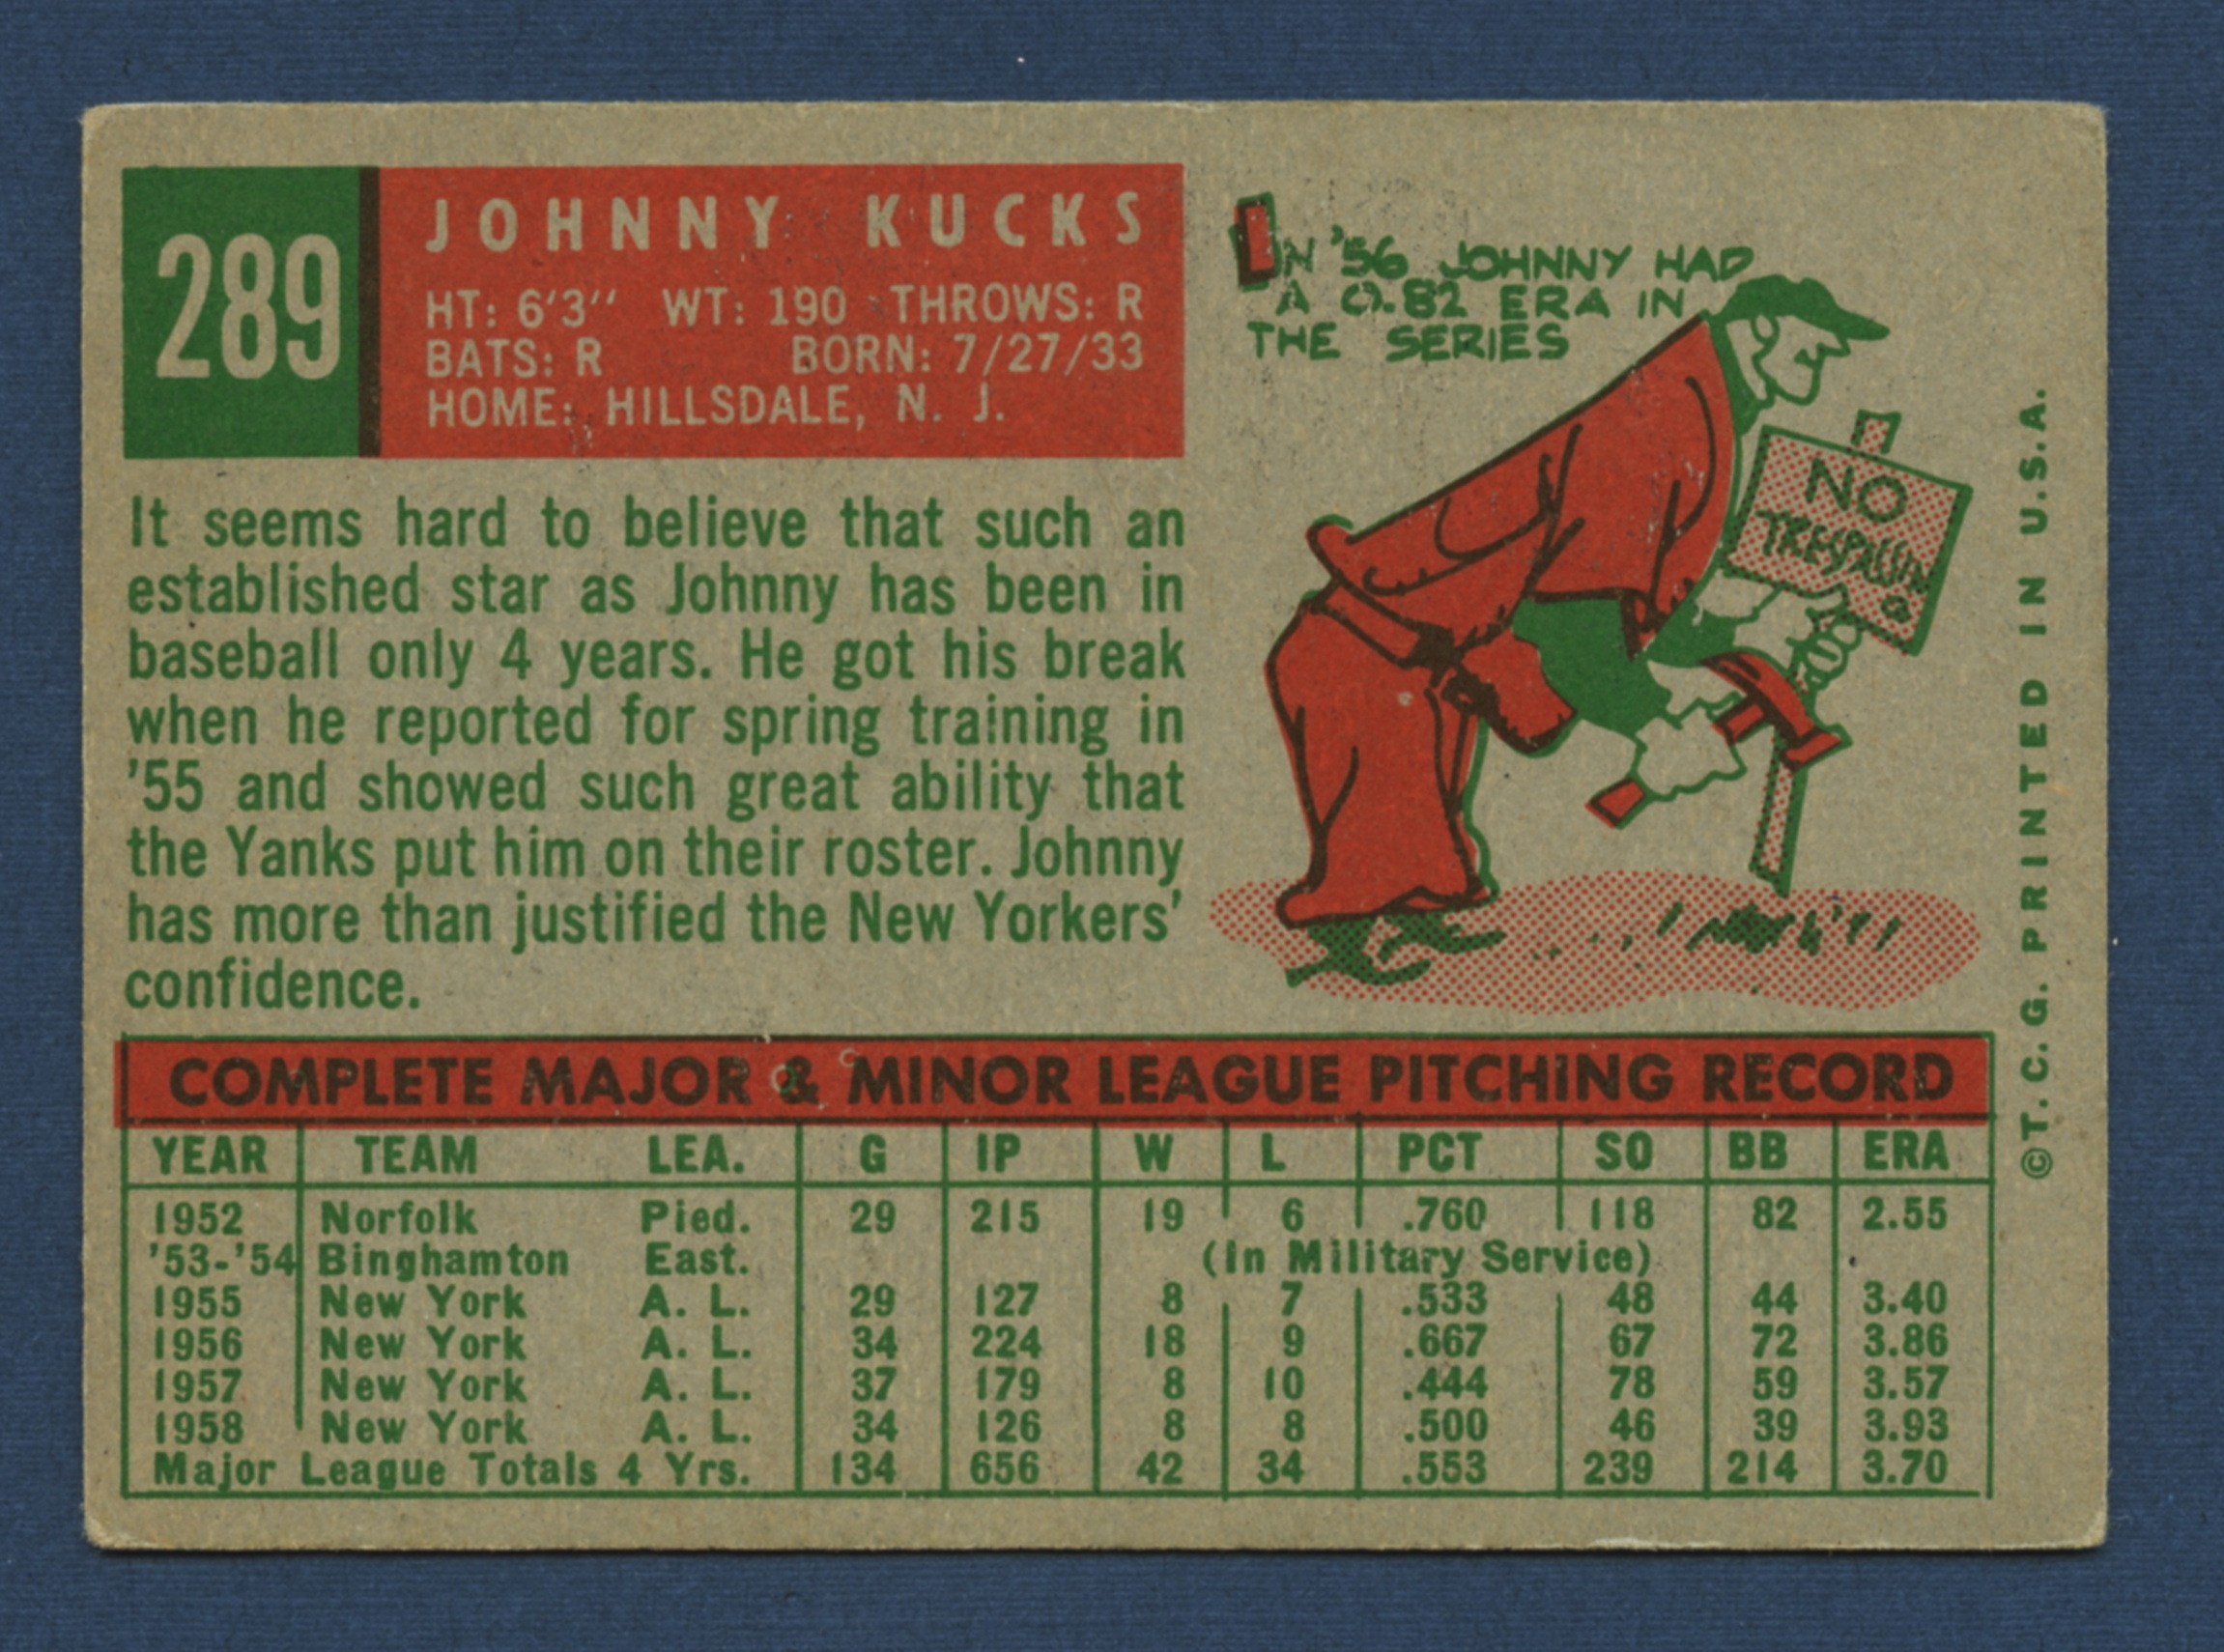 289
JOHNNY KUCKS
HT: 6'3" WT: 190 THROWS: R
BATS: R BORN: 7/27/33
HOME: HILLSDALE, N. J.
IN '56 JOHNNY HAD
A 0.82 ERA IN
THE SERIES
NO
TRESPASSIN
G
It seems hard to believe that such an
established star as Johnny has been in
baseball only 4 years. He got his break
when he reported for spring training in
'55 and showed such great ability that
the Yanks put him on their roster. Johnny
has more than justified the New Yorkers'
confidence.
COMPLETE MAJOR & MINOR LEAGUE PITCHING RECORD
YEAR TEAM LEA. G IP W L PCT SO BB ERA
1952 Norfolk Pied. 29 215 19 6 .760 118 82 2.55
'53-'54 Binghamton East. (In Military Service)
1955 New York A. L. 29 127 8 7 .533 48 44 3.40
1956 New York A. L. 34 224 18 9 .667 67 72 3.86
1957 New York A. L. 37 179 8 10 .444 78 59 3.57
1958 New York A. L. 34 126 8 8 .500 46 39 3.93
Major League Totals 4 Yrs. 134 656 42 34 .553 239 214 3.70
©T.C.G. PRINTED IN U.S.A.